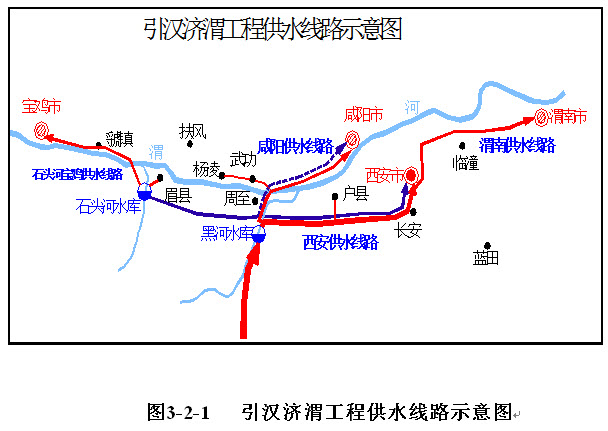 引汉济渭工程供水线路示意图
宝鸡市
咸阳市
河
渭南市
扶风
渭
咸阳供水线路
渭南供水线路
杨凌
武功
临潼
石头河宝鸡供水线路
西安市
眉县
周至
户县
石头河水库
黑河水库
西安供水线路
长安
蓝田
图3-2-1 引汉济渭工程供水线路示意图